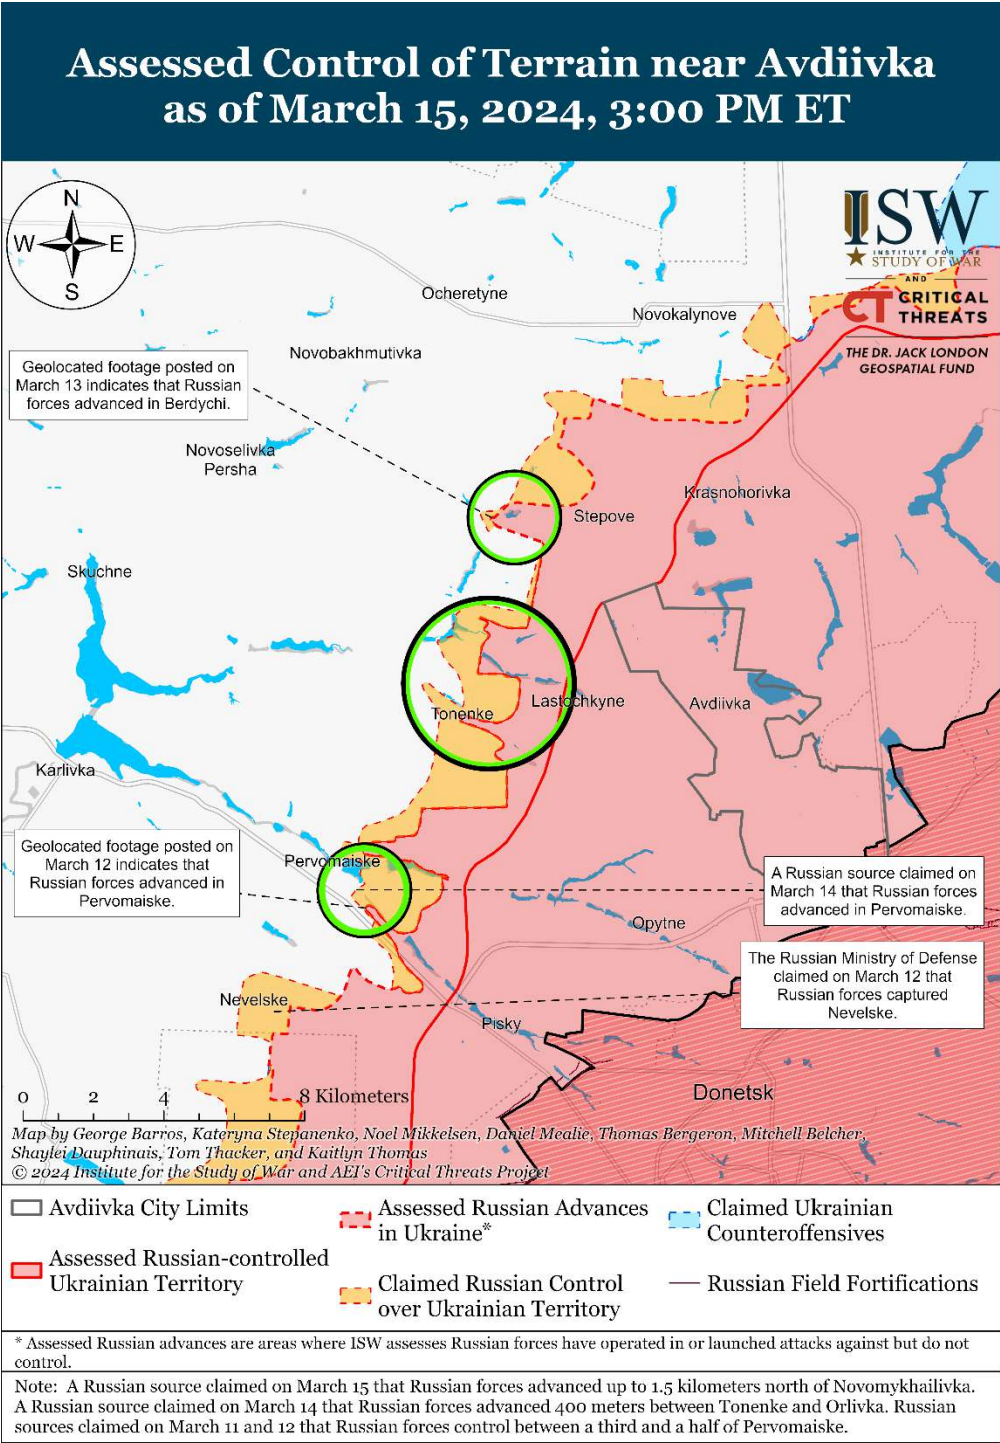 Assessed Control of Terrain near Avdiivka
as of March 15, 2024, 3:00 PM ET
N
W
E
S
ISW
INSTITUTE FOR THE
STUDY OF WAR
AND
CT CRITICAL
THREATS
THE DR. JACK LONDON
GEOSPATIAL FUND
Ocheretyne
Novokalynove
Novobakhmutivka
Geolocated footage posted on
March 13 indicates that Russian
forces advanced in Berdychi.
Novoselivka
Persha
Krasnohorivka
Stepove
Skuchne
Lastochkyne
Avdiivka
Tonenke
Karlivka
Geolocated footage posted on
March 12 indicates that
Russian forces advanced in
Pervomaiske.
Pervomaiske
A Russian source claimed on
March 14 that Russian forces
advanced in Pervomaiske.
Opytne
The Russian Ministry of Defense
claimed on March 12 that
Russian forces captured
Nevelske.
Nevelske
Pisky
Donetsk
0 2 4 8 Kilometers
Map by George Barros, Kateryna Stepanenko, Noel Mikkelsen, Daniel Mealie, Thomas Bergeron, Mitchell Belcher,
Shaylei Dauphinais, Tom Thacker, and Kaitlyn Thomas
© 2024 Institute for the Study of War and AEI's Critical Threats Project
Avdiivka City Limits
Assessed Russian-controlled
Ukrainian Territory
Assessed Russian Advances
in Ukraine*
Claimed Russian Control
over Ukrainian Territory
Claimed Ukrainian
Counteroffensives
Russian Field Fortifications
* Assessed Russian advances are areas where ISW assesses Russian forces have operated in or launched attacks against but do not
control.
Note: A Russian source claimed on March 15 that Russian forces advanced up to 1.5 kilometers north of Novomykhailivka.
A Russian source claimed on March 14 that Russian forces advanced 400 meters between Tonenke and Orlivka. Russian
sources claimed on March 11 and 12 that Russian forces control between a third and a half of Pervomaiske.